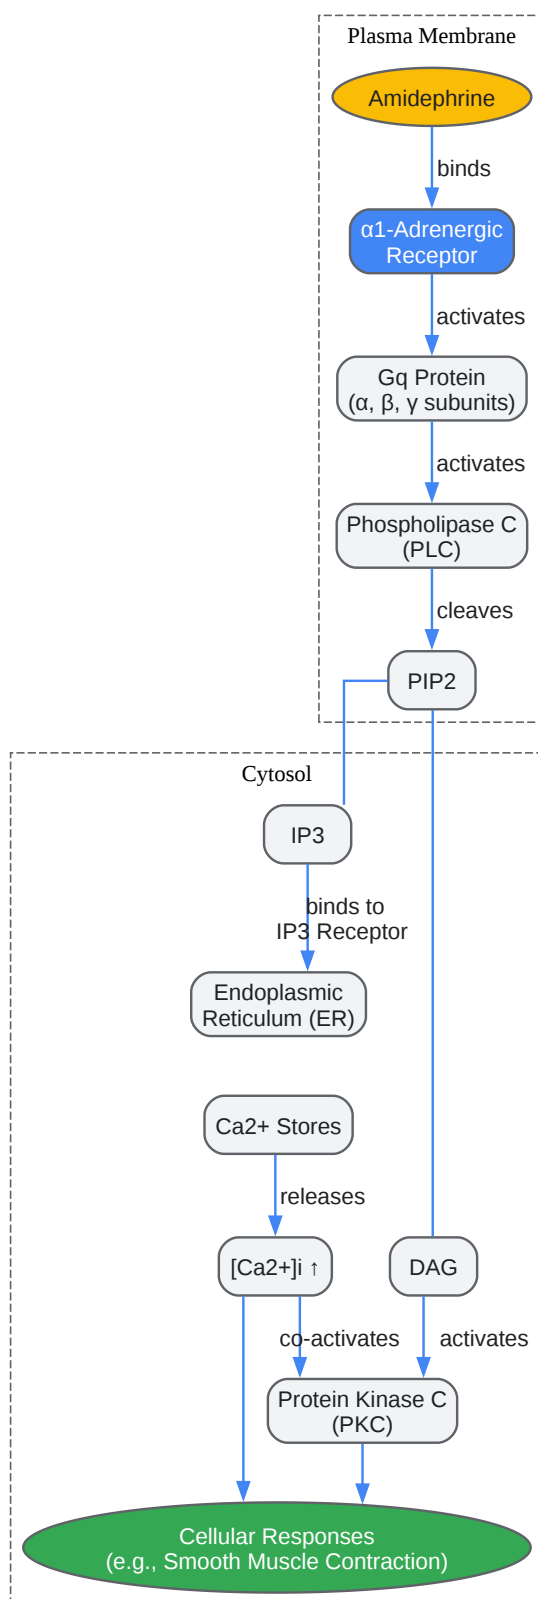 Plasma Membrane
Amidephrine
binds
α1-Adrenergic
Receptor
activates
Gq Protein
(α, β, γ subunits)
activates
Phospholipase C
(PLC)
cleaves
PIP2
Cytosol
IP3
binds to
IP3 Receptor
Endoplasmic
Reticulum (ER)
Ca2+ Stores
releases
[Ca2+]i ↑
DAG
co-activates
activates
Protein Kinase C
(PKC)
Cellular Responses
(e.g., Smooth Muscle Contraction)